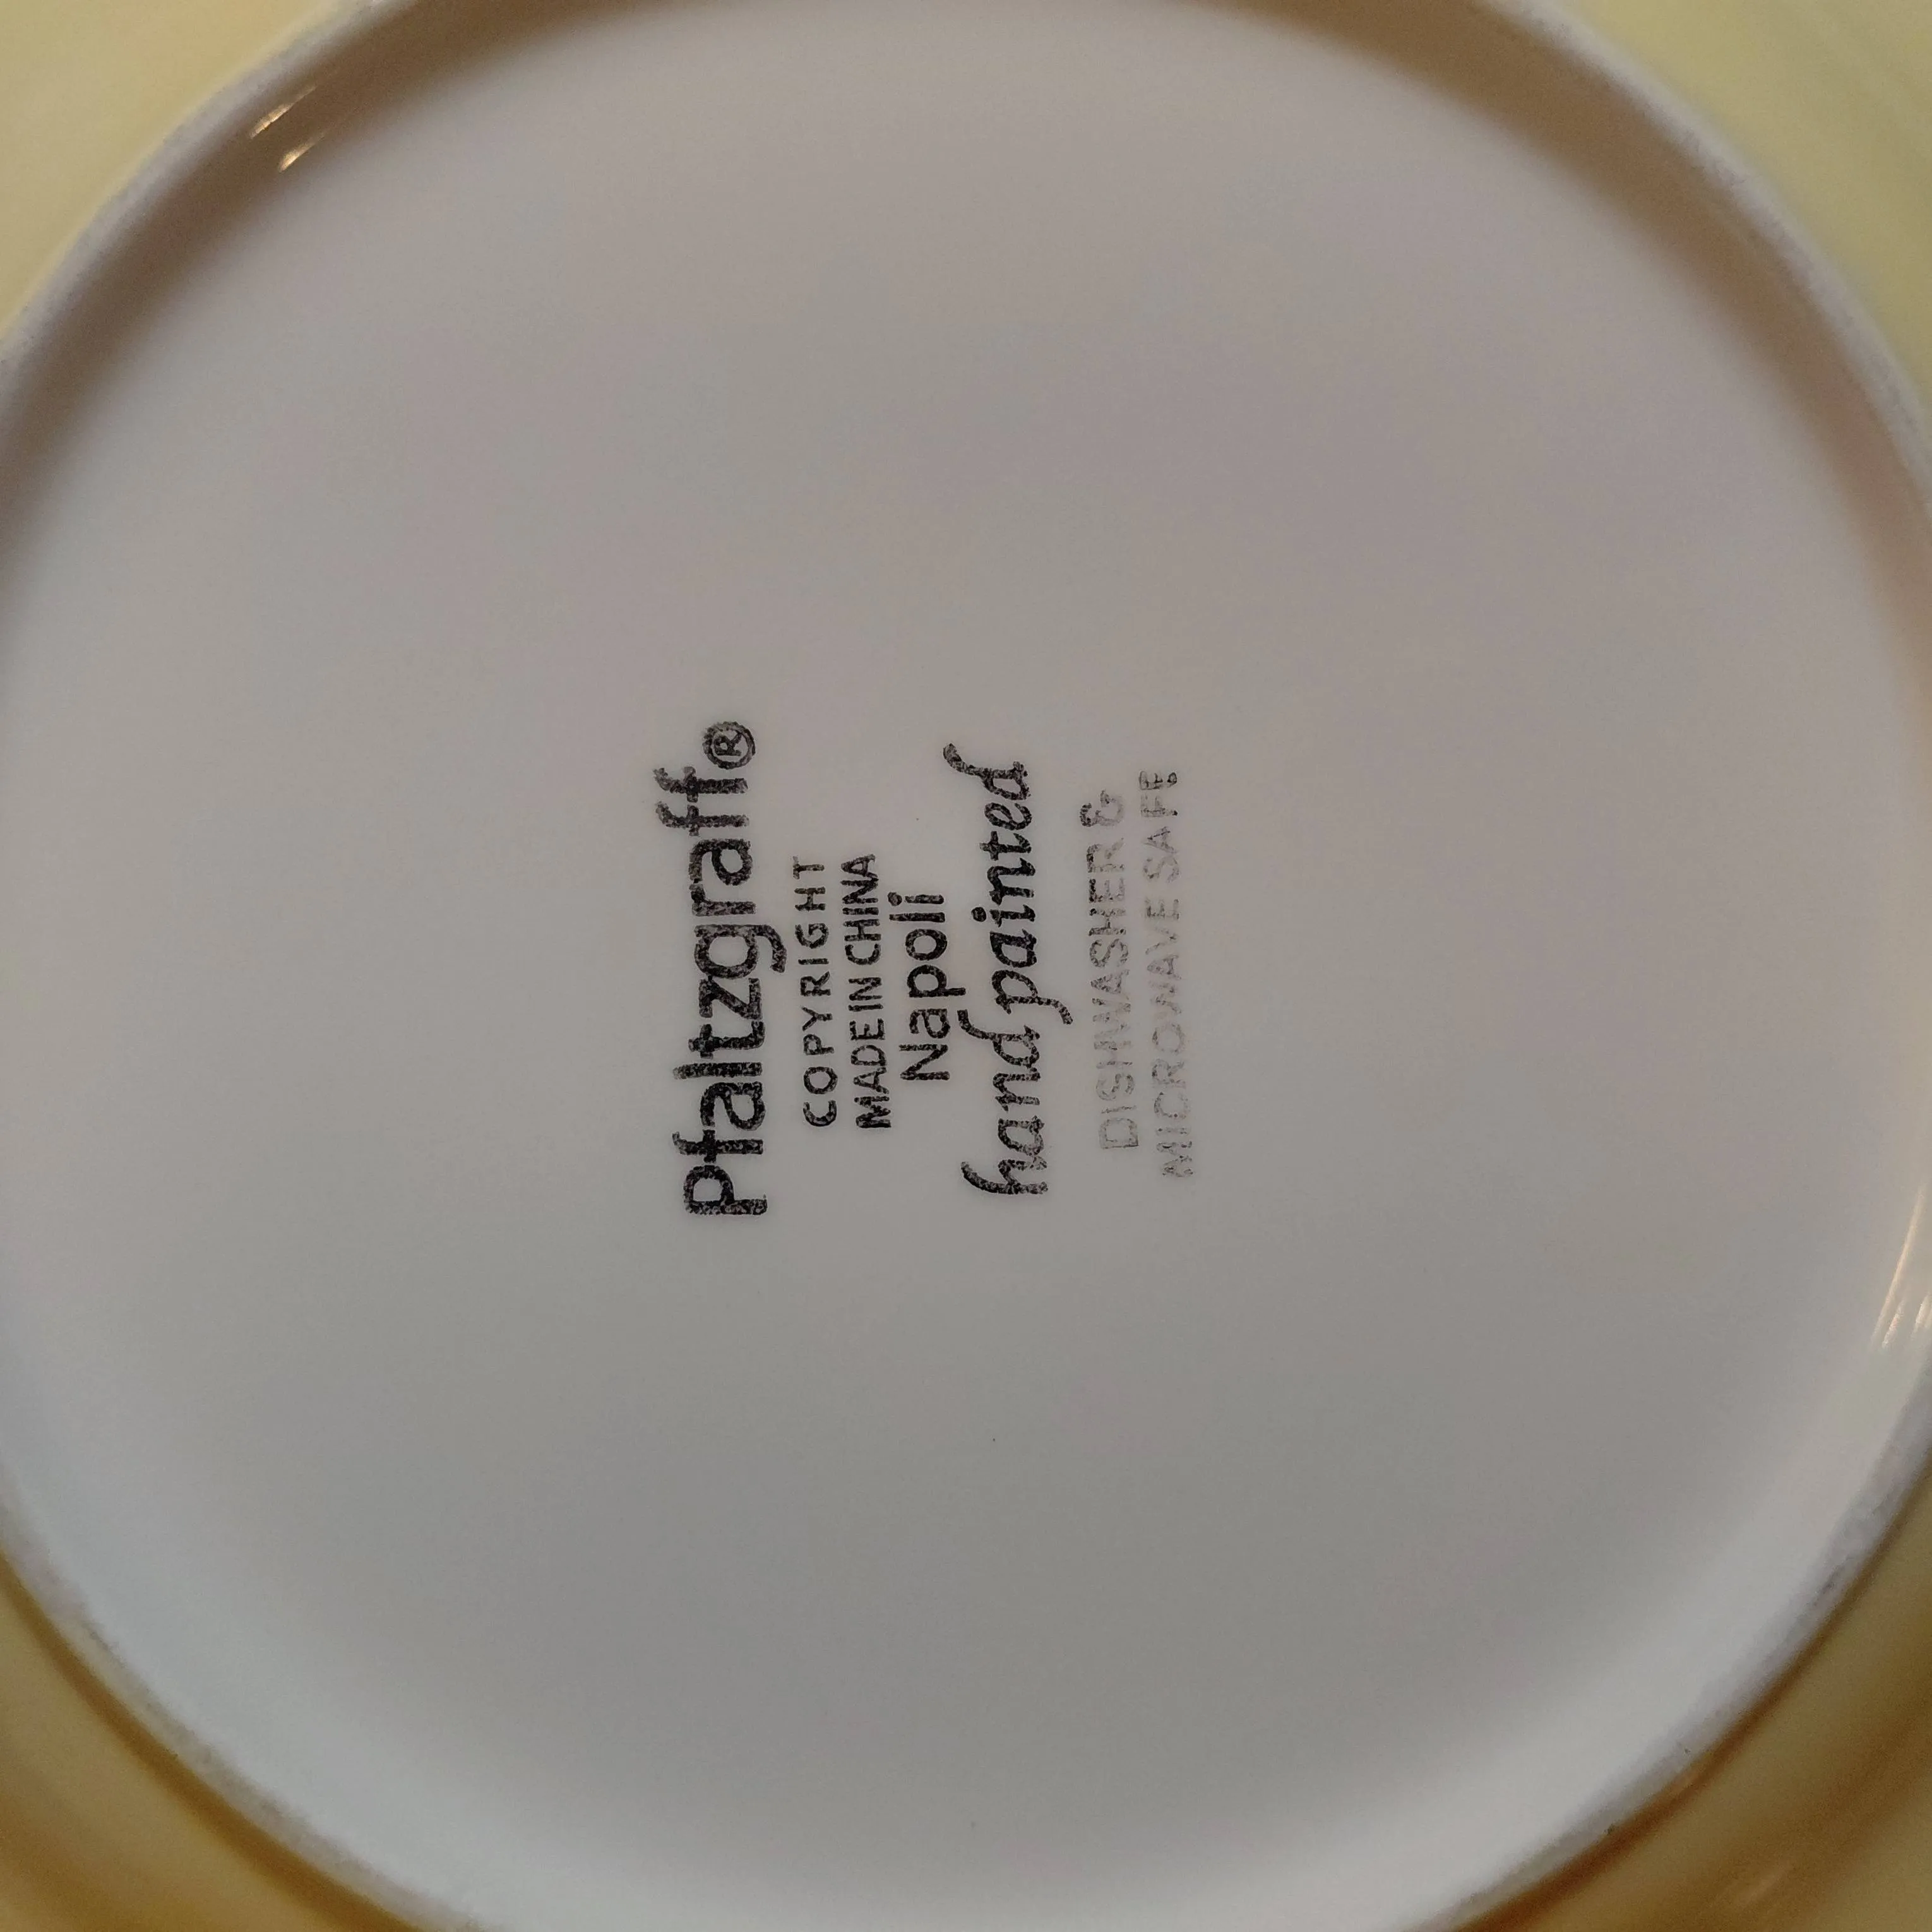 Pfaltzgraff®
COPYRIGHT
MADE IN CHINA
Napoli
hand painted
DISHWASHER &
MICROWAVE SAFE